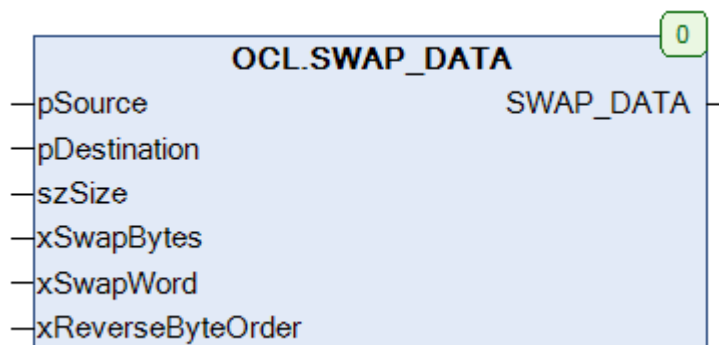 0
OCL.SWAP_DATA
pSource SWAP_DATA
pDestination
szSize
xSwapBytes
xSwapWord
xReverseByteOrder